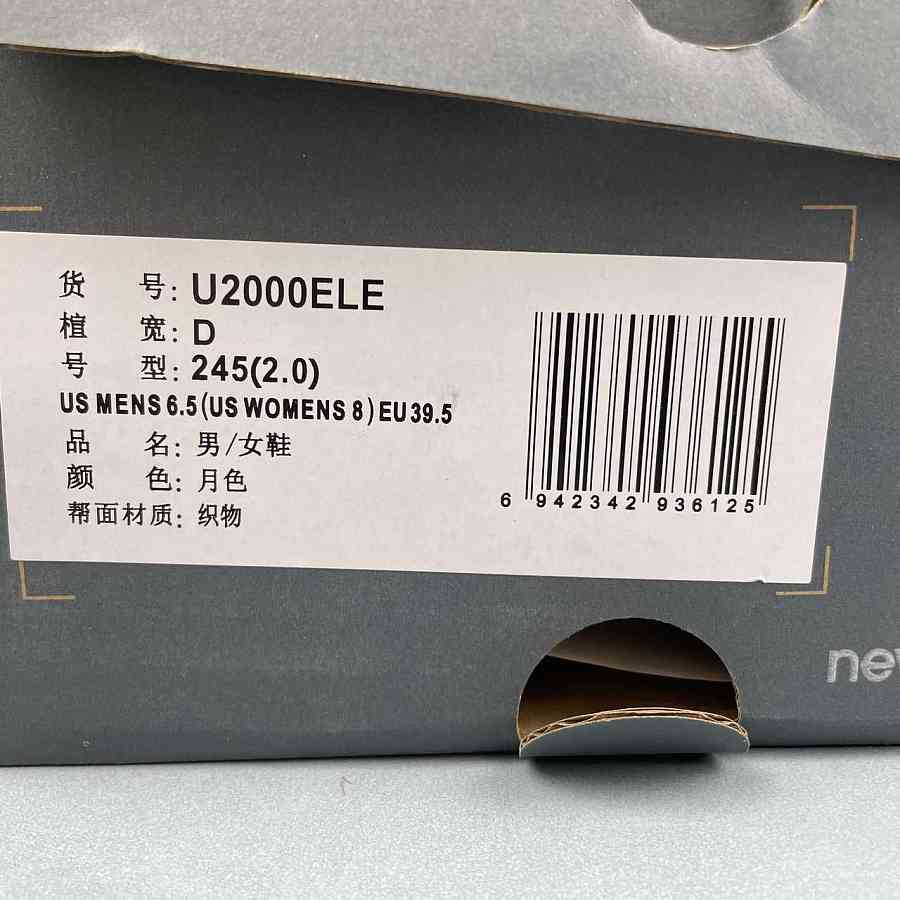 货 号: U2000ELE
楦 宽: D
号 型: 245(2.0)
US MENS 6.5(US WOMENS 8) EU 39.5
品 名: 男/女鞋
颜 色: 月色
帮面材质: 织物
6 942342 936125